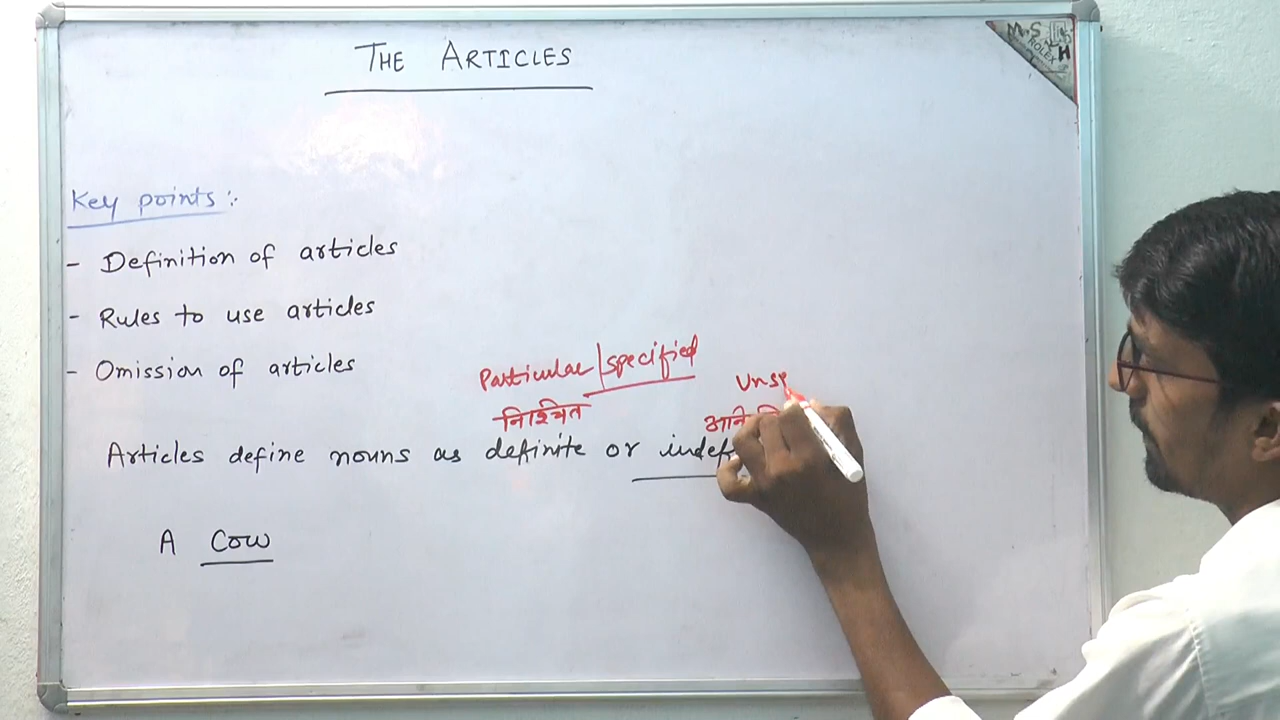 THE ARTICLES
Key points :-
- Definition of articles
- Rules to use articles
- Omission of articles
Particular | specified
निश्चित
Articles define nouns as definite or indef
A Cow
ROLEX